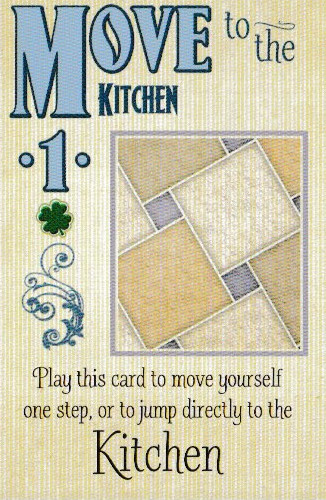 MOVE to the
KITCHEN
·1·
Play this card to move yourself
one step, or to jump directly to the
Kitchen